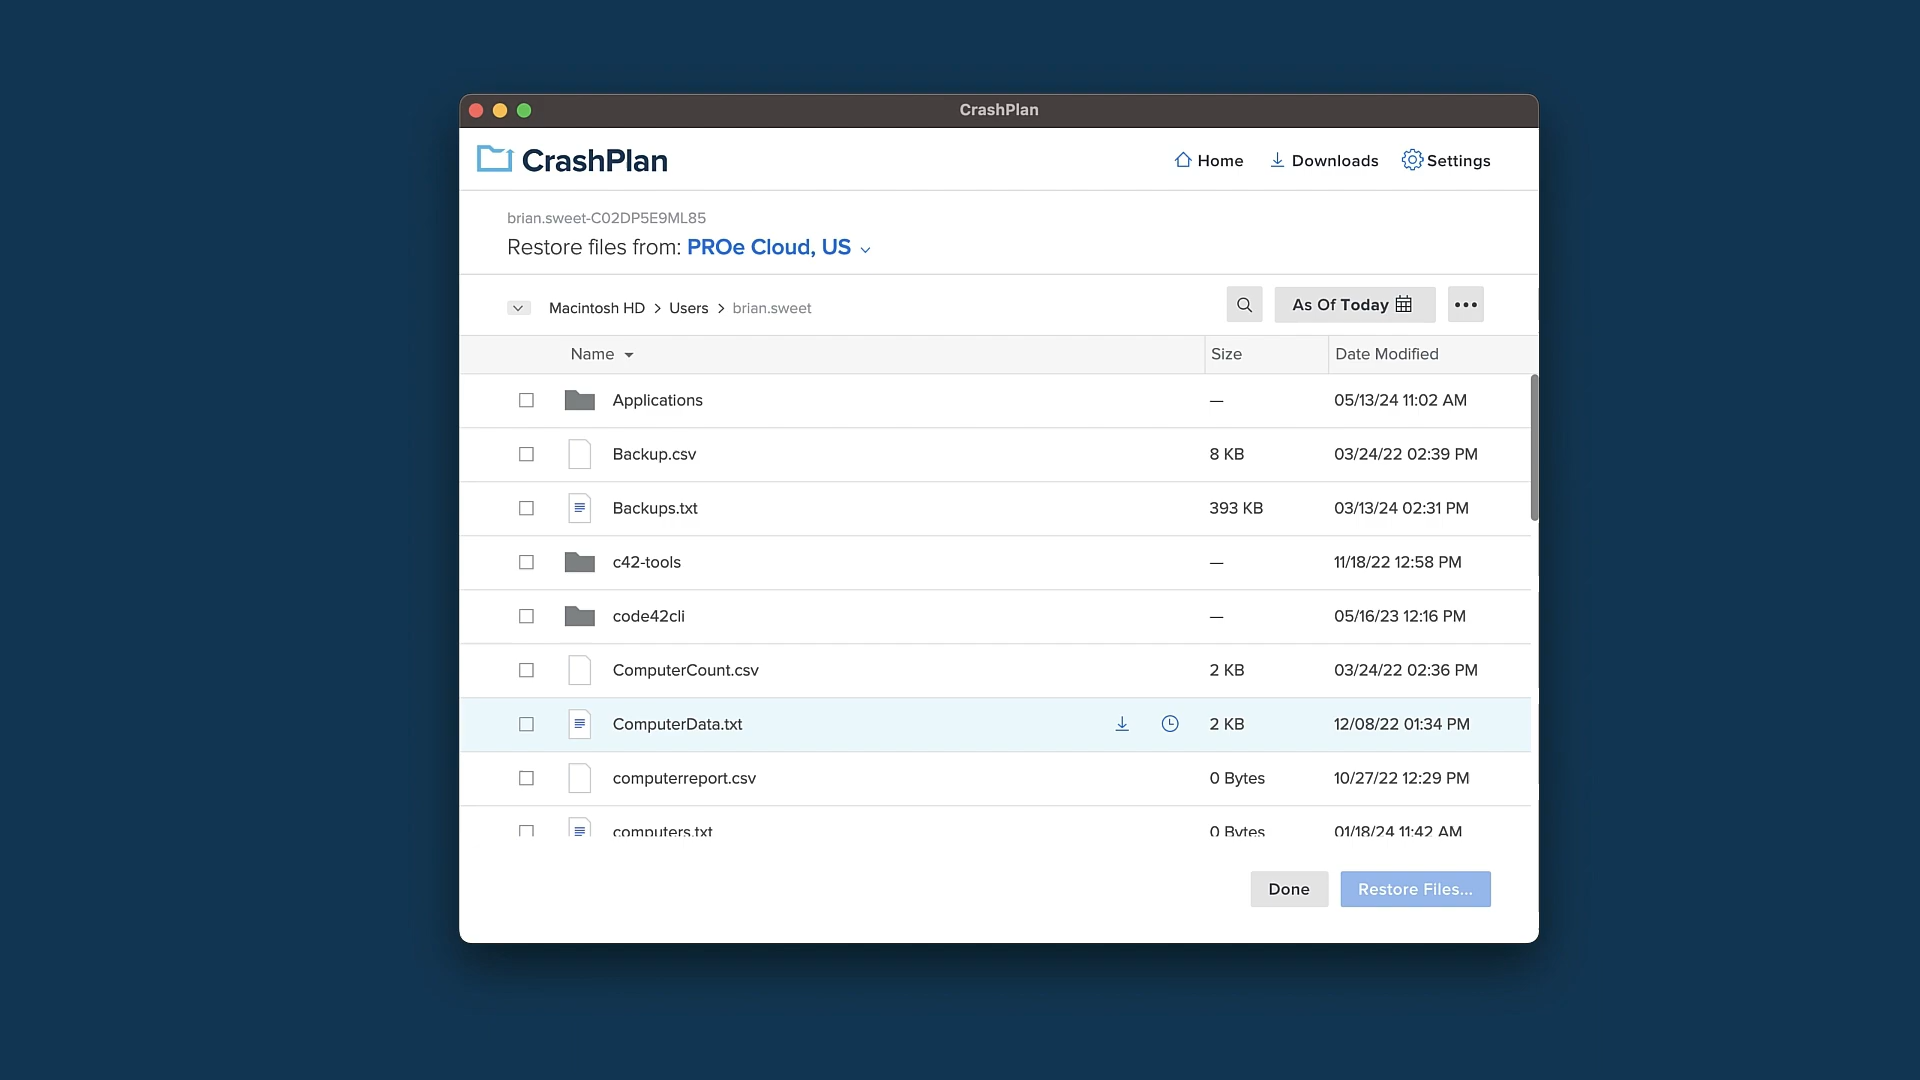 CrashPlan
CrashPlan Home Downloads Settings
brian.sweet-C02DP5E9ML85
Restore files from: PROe Cloud, US
Macintosh HD > Users > brian.sweet As Of Today
Name Size Date Modified
Applications — 05/13/24 11:02 AM
Backup.csv 8 KB 03/24/22 02:39 PM
Backups.txt 393 KB 03/13/24 02:31 PM
c42-tools — 11/18/22 12:58 PM
code42cli — 05/16/23 12:16 PM
ComputerCount.csv 2 KB 03/24/22 02:36 PM
ComputerData.txt 2 KB 12/08/22 01:34 PM
computerreport.csv 0 Bytes 10/27/22 12:29 PM
computers.txt 0 Bytes 01/18/24 11:42 AM
Done Restore Files...